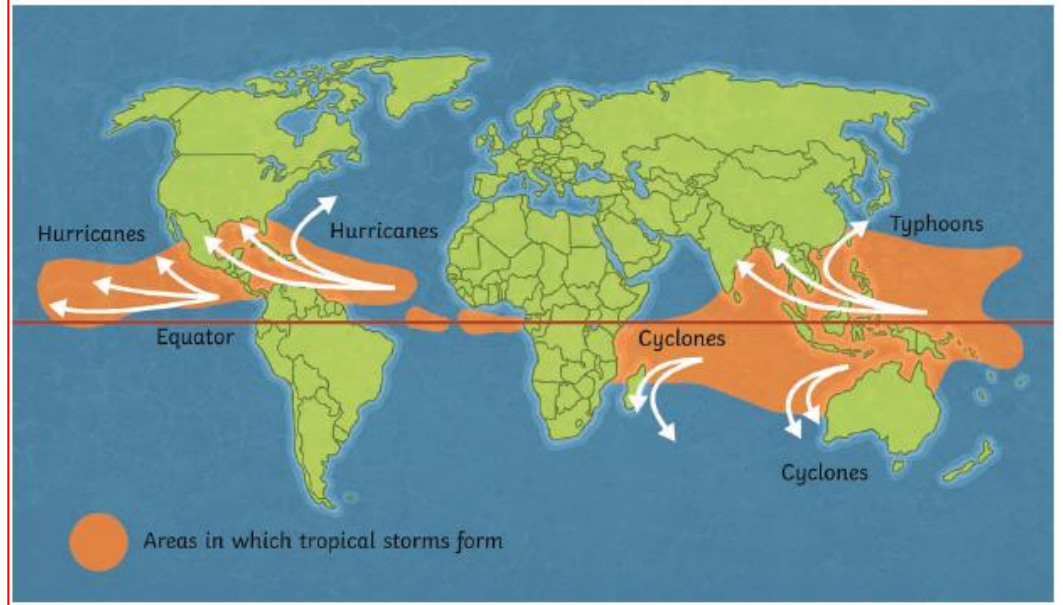 Hurricanes
Hurricanes
Typhoons
Equator
Cyclones
Cyclones
Areas in which tropical storms form